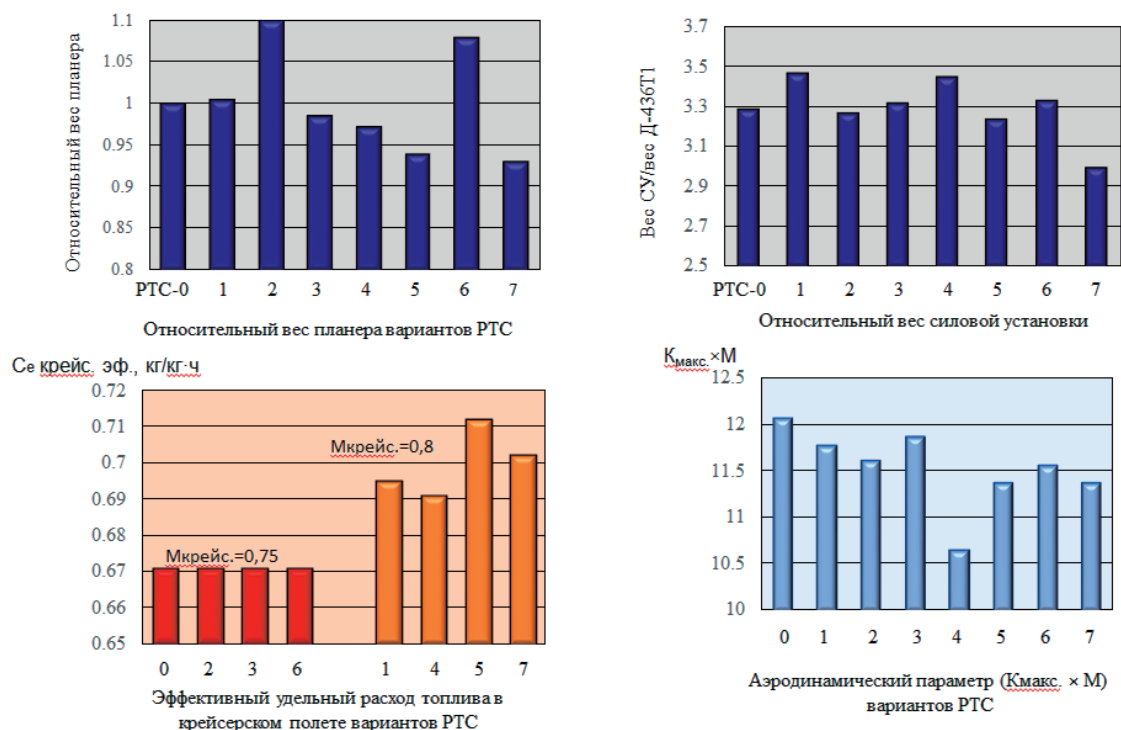 Относительный вес планера
1.1
1.05
1
0.95
0.9
0.85
0.8
РТС-0 1 2 3 4 5 6 7
Относительный вес планера вариантов РТС
Вес СУ/вес Д-436Т1
3.7
3.5
3.3
3.1
2.9
2.7
2.5
РТС-0 1 2 3 4 5 6 7
Относительный вес силовой установки
Се крейс. эф., кг/кг·ч
0.72
0.71
0.7
0.69
0.68
0.67
0.66
0.65
Мкрейс.=0,8
Мкрейс.=0,75
0 2 3 6 1 4 5 7
Эффективный удельный расход топлива в
крейсерском полете вариантов РТС
Кмакс.×М
12.5
12
11.5
11
10.5
10
0 1 2 3 4 5 6 7
Аэродинамический параметр (Кмакс. × М)
вариантов РТС